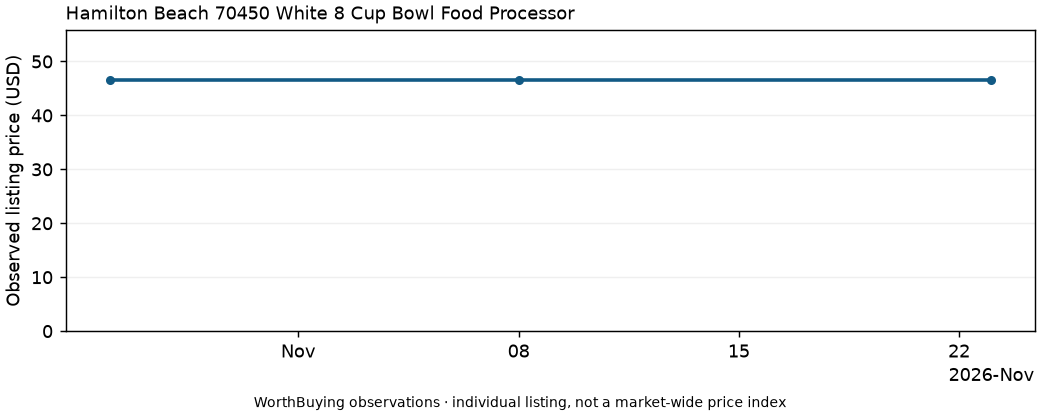 Hamilton Beach 70450 White 8 Cup Bowl Food Processor
Observed listing price (USD)
50
40
30
20
10
0
Nov
08
15
22
2026-Nov
WorthBuying observations · individual listing, not a market-wide price index